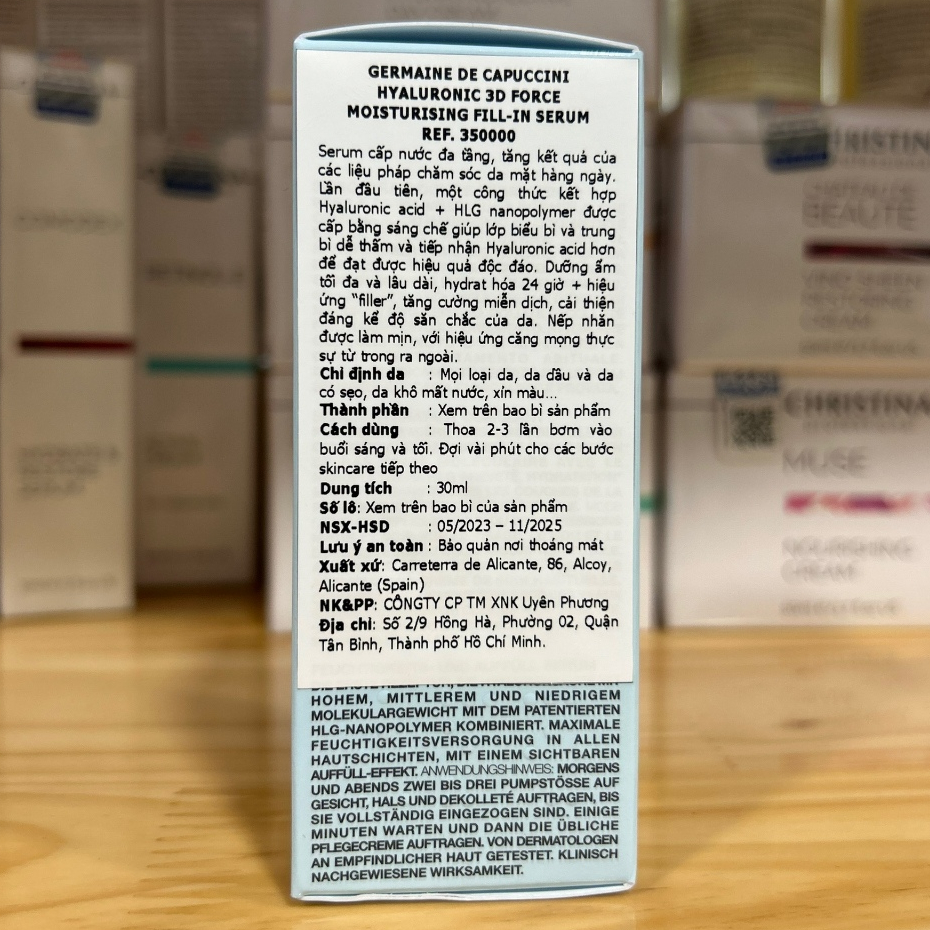 GERMAINE DE CAPUCCINI
HYALURONIC 3D FORCE
MOISTURISING FILL-IN SERUM
REF. 350000
Serum cấp nước đa tầng, tăng kết quả của
các liệu pháp chăm sóc da mặt hàng ngày.
Lần đầu tiên, một công thức kết hợp
Hyaluronic acid + HLG nanopolymer được
cấp bằng sáng chế giúp lớp biểu bì và trung
bì dễ thấm và tiếp nhận Hyaluronic acid hơn
để đạt được hiệu quả độc đáo. Dưỡng ẩm
tối đa và lâu dài, hydrat hóa 24 giờ + hiệu
ứng “filler”, tăng cường miễn dịch, cải thiện
đáng kể độ săn chắc của da. Nếp nhăn
được làm mịn, với hiệu ứng căng mọng thực
sự từ trong ra ngoài.
Chỉ định da : Mọi loại da, da dầu và da
có sẹo, da khô mất nước, xỉn màu...
Thành phần : Xem trên bao bì sản phẩm
Cách dùng : Thoa 2-3 lần bơm vào
buổi sáng và tối. Đợi vài phút cho các bước
skincare tiếp theo
Dung tích : 30ml
Số lô: Xem trên bao bì của sản phẩm
NSX-HSD : 05/2023 – 11/2025
Lưu ý an toàn : Bảo quản nơi thoáng mát
Xuất xứ: Carreterra de Alicante, 86, Alcoy,
Alicante (Spain)
NK&PP: CÔNGTY CP TM XNK Uyên Phương
Địa chỉ: Số 2/9 Hồng Hà, Phường 02, Quận
Tân Bình, Thành phố Hồ Chí Minh.
HOHEM, MITTLEREM UND NIEDRIGEM
MOLEKULARGEWICHT MIT DEM PATENTIERTEN
HLG-NANOPOLYMER KOMBINIERT. MAXIMALE
FEUCHTIGKEITSVERSORGUNG IN ALLEN
HAUTSCHICHTEN, MIT EINEM SICHTBAREN
AUFFÜLL-EFFEKT. ANWENDUNGSHINWEIS: MORGENS
UND ABENDS ZWEI BIS DREI PUMPSTÖSSE AUF
GESICHT, HALS UND DEKOLLETÉ AUFTRAGEN, BIS
SIE VOLLSTÄNDIG EINGEZOGEN SIND. EINIGE
MINUTEN WARTEN UND DANN DIE ÜBLICHE
PFLEGECREME AUFTRAGEN. VON DERMATOLOGEN
AN EMPFINDLICHER HAUT GETESTET. KLINISCH
NACHGEWIESENE WIRKSAMKEIT.
CHRISTINA
CHATEAU DE
BEAUTÉ
RESTORING
CREAM
CHRISTINA
MUSE
NOURISHING
CREAM